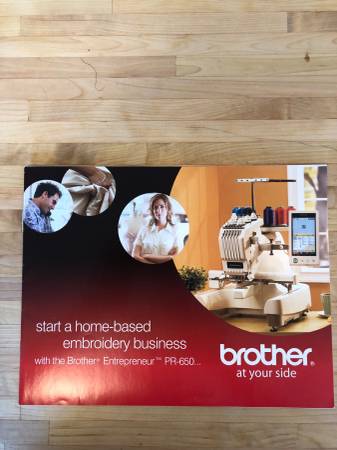 start a home-based
embroidery business
with the Brother® Entrepreneur™ PR-650...
brother®
at your side